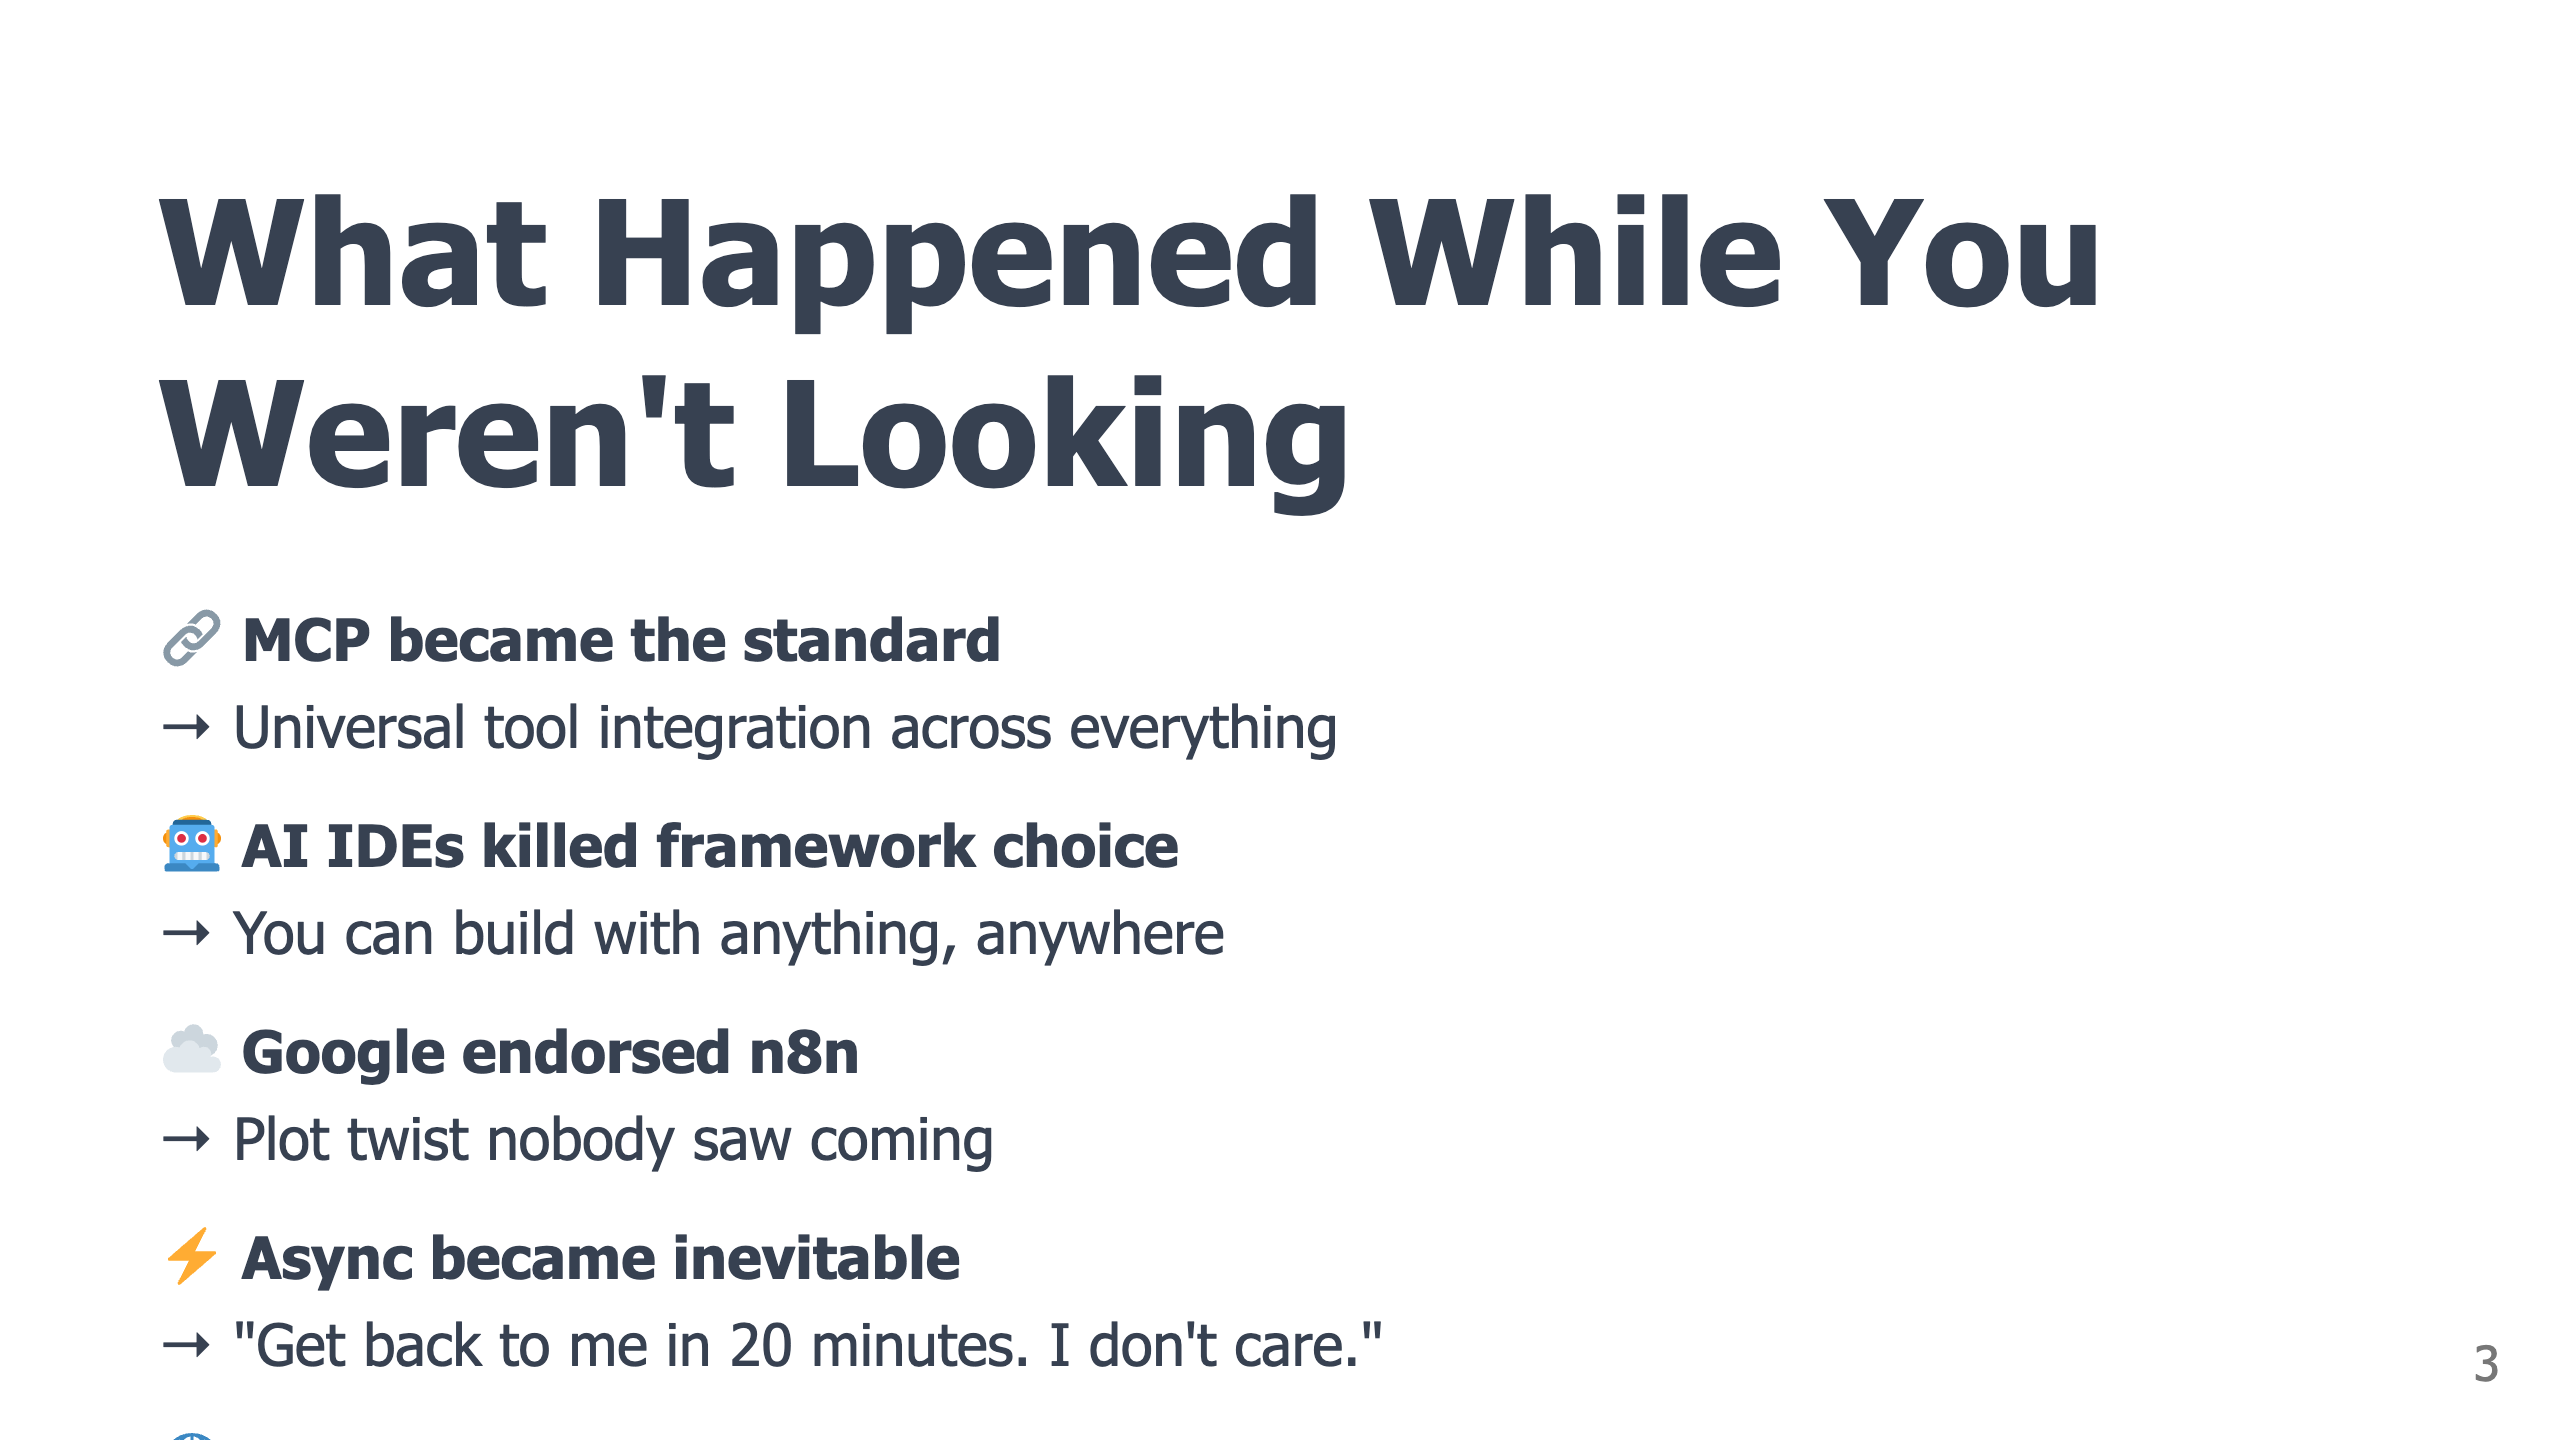 What Happened While You
Weren't Looking
🔗 MCP became the standard
→ Universal tool integration across everything
🤖 AI IDEs killed framework choice
→ You can build with anything, anywhere
☁️ Google endorsed n8n
→ Plot twist nobody saw coming
⚡ Async became inevitable
→ "Get back to me in 20 minutes. I don't care."
3